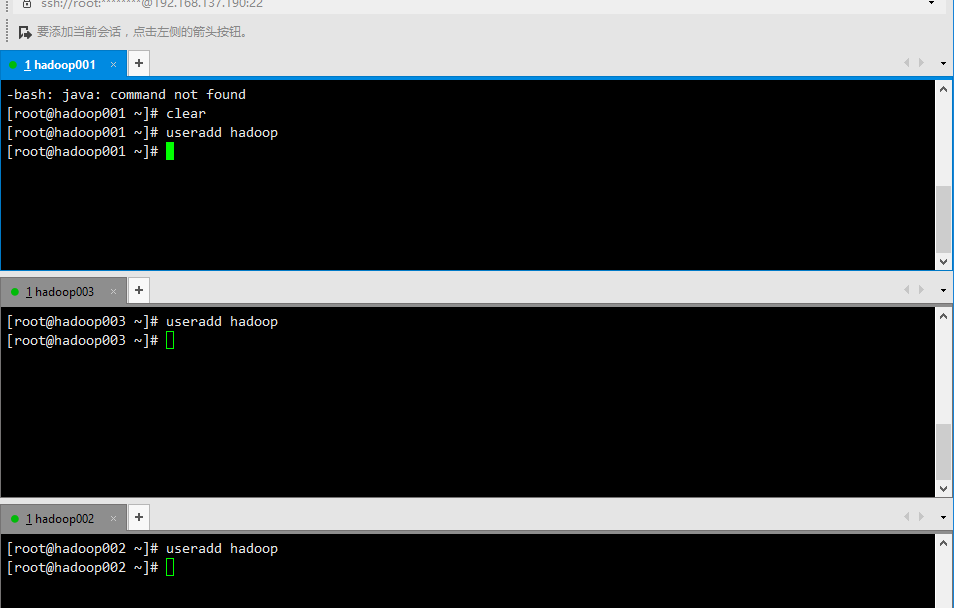 ssh://root:********@192.168.137.190:22
要添加当前会话，点击左侧的箭头按钮。
1 hadoop001 × +
-bash: java: command not found
[root@hadoop001 ~]# clear
[root@hadoop001 ~]# useradd hadoop
[root@hadoop001 ~]#
1 hadoop003 × +
[root@hadoop003 ~]# useradd hadoop
[root@hadoop003 ~]#
1 hadoop002 × +
[root@hadoop002 ~]# useradd hadoop
[root@hadoop002 ~]#